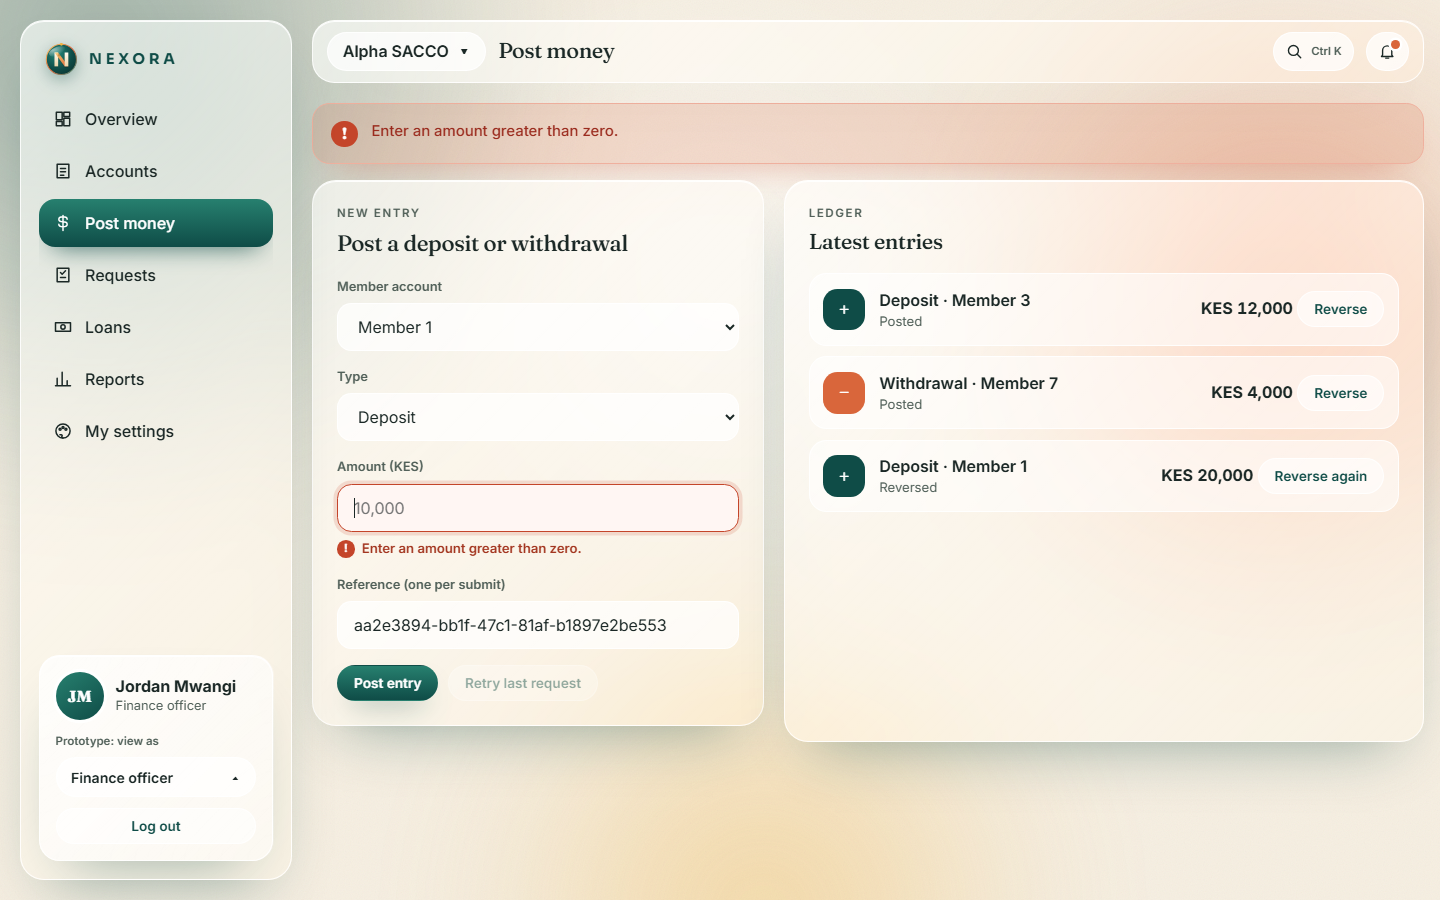 N NEXORA
Overview
Accounts
Post money
Requests
Loans
Reports
My settings
JM
Jordan Mwangi
Finance officer
Prototype: view as
Finance officer
Log out
Alpha SACCO
Post money
Ctrl K
! Enter an amount greater than zero.
NEW ENTRY
Post a deposit or withdrawal
Member account
Member 1
Type
Deposit
Amount (KES)
10,000
! Enter an amount greater than zero.
Reference (one per submit)
aa2e3894-bb1f-47c1-81af-b1897e2be553
Post entry
Retry last request
LEDGER
Latest entries
+ Deposit · Member 3
Posted
KES 12,000 Reverse
− Withdrawal · Member 7
Posted
KES 4,000 Reverse
+ Deposit · Member 1
Reversed
KES 20,000 Reverse again